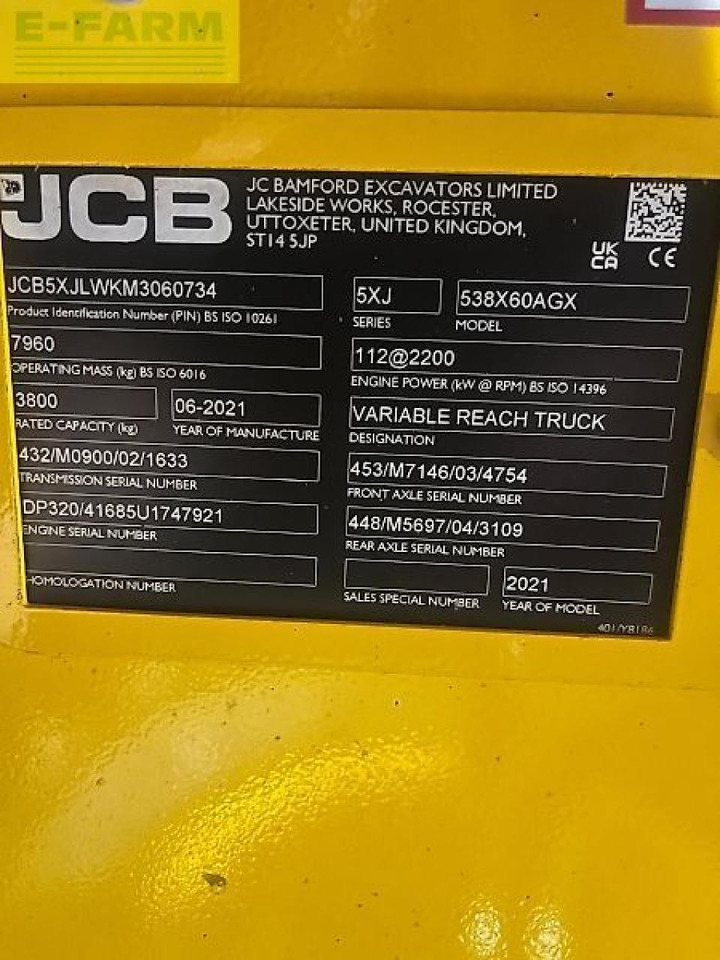 E-FARM
JCB
JC BAMFORD EXCAVATORS LIMITED
LAKESIDE WORKS, ROCESTER,
UTTOXETER, UNITED KINGDOM,
ST14 5JP
UK
CA CE
JCB5XJLWKM3060734
Product Identification Number (PIN) BS ISO 10261
5XJ
SERIES
538X60AGX
MODEL
7960
OPERATING MASS (kg) BS ISO 6016
112@2200
ENGINE POWER (kW @ RPM) BS ISO 14396
3800
RATED CAPACITY (kg)
06-2021
YEAR OF MANUFACTURE
VARIABLE REACH TRUCK
DESIGNATION
432/M0900/02/1633
TRANSMISSION SERIAL NUMBER
453/M7146/03/4754
FRONT AXLE SERIAL NUMBER
DP320/41685U1747921
ENGINE SERIAL NUMBER
448/M5697/04/3109
REAR AXLE SERIAL NUMBER
HOMOLOGATION NUMBER
SALES SPECIAL NUMBER
2021
YEAR OF MODEL
401/Y8186